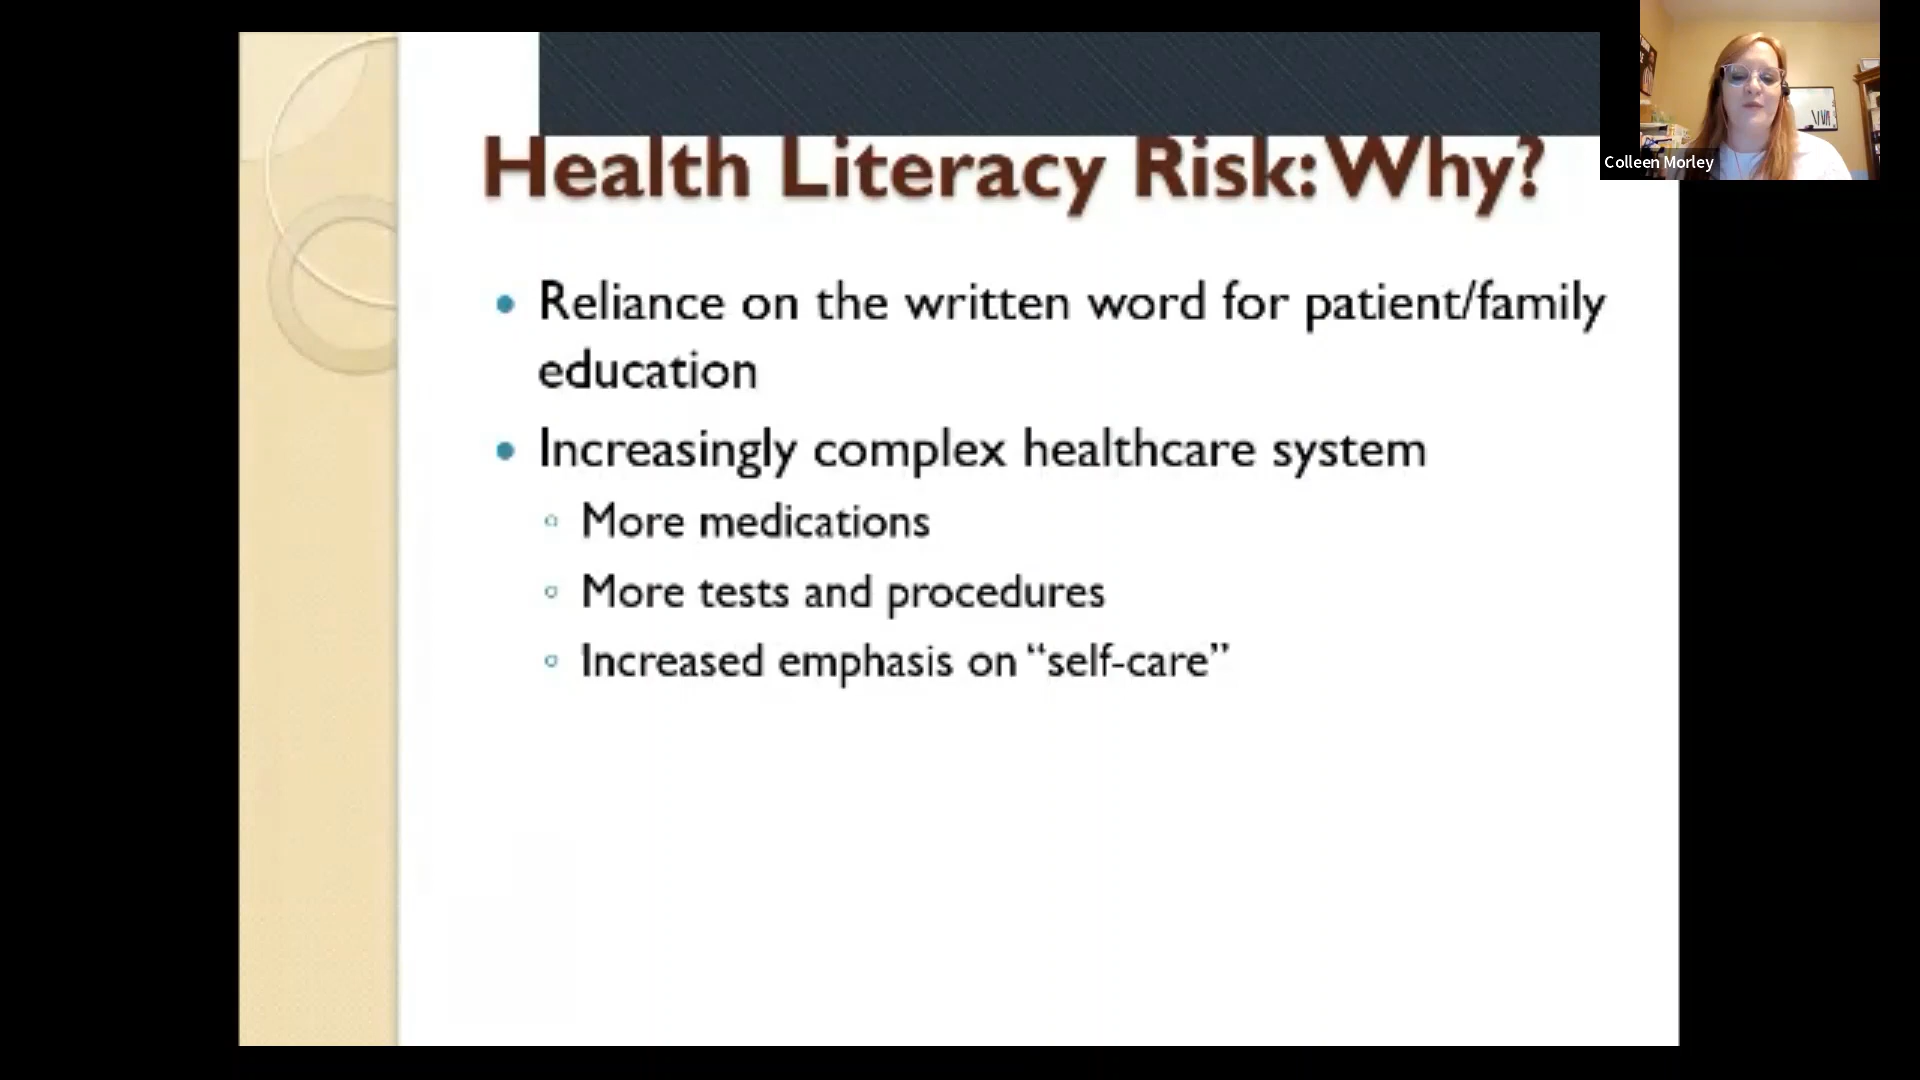 Health Literacy Risk: Why?
Colleen Morley
Reliance on the written word for patient/family
education
Increasingly complex healthcare system
More medications
More tests and procedures
Increased emphasis on “self-care”